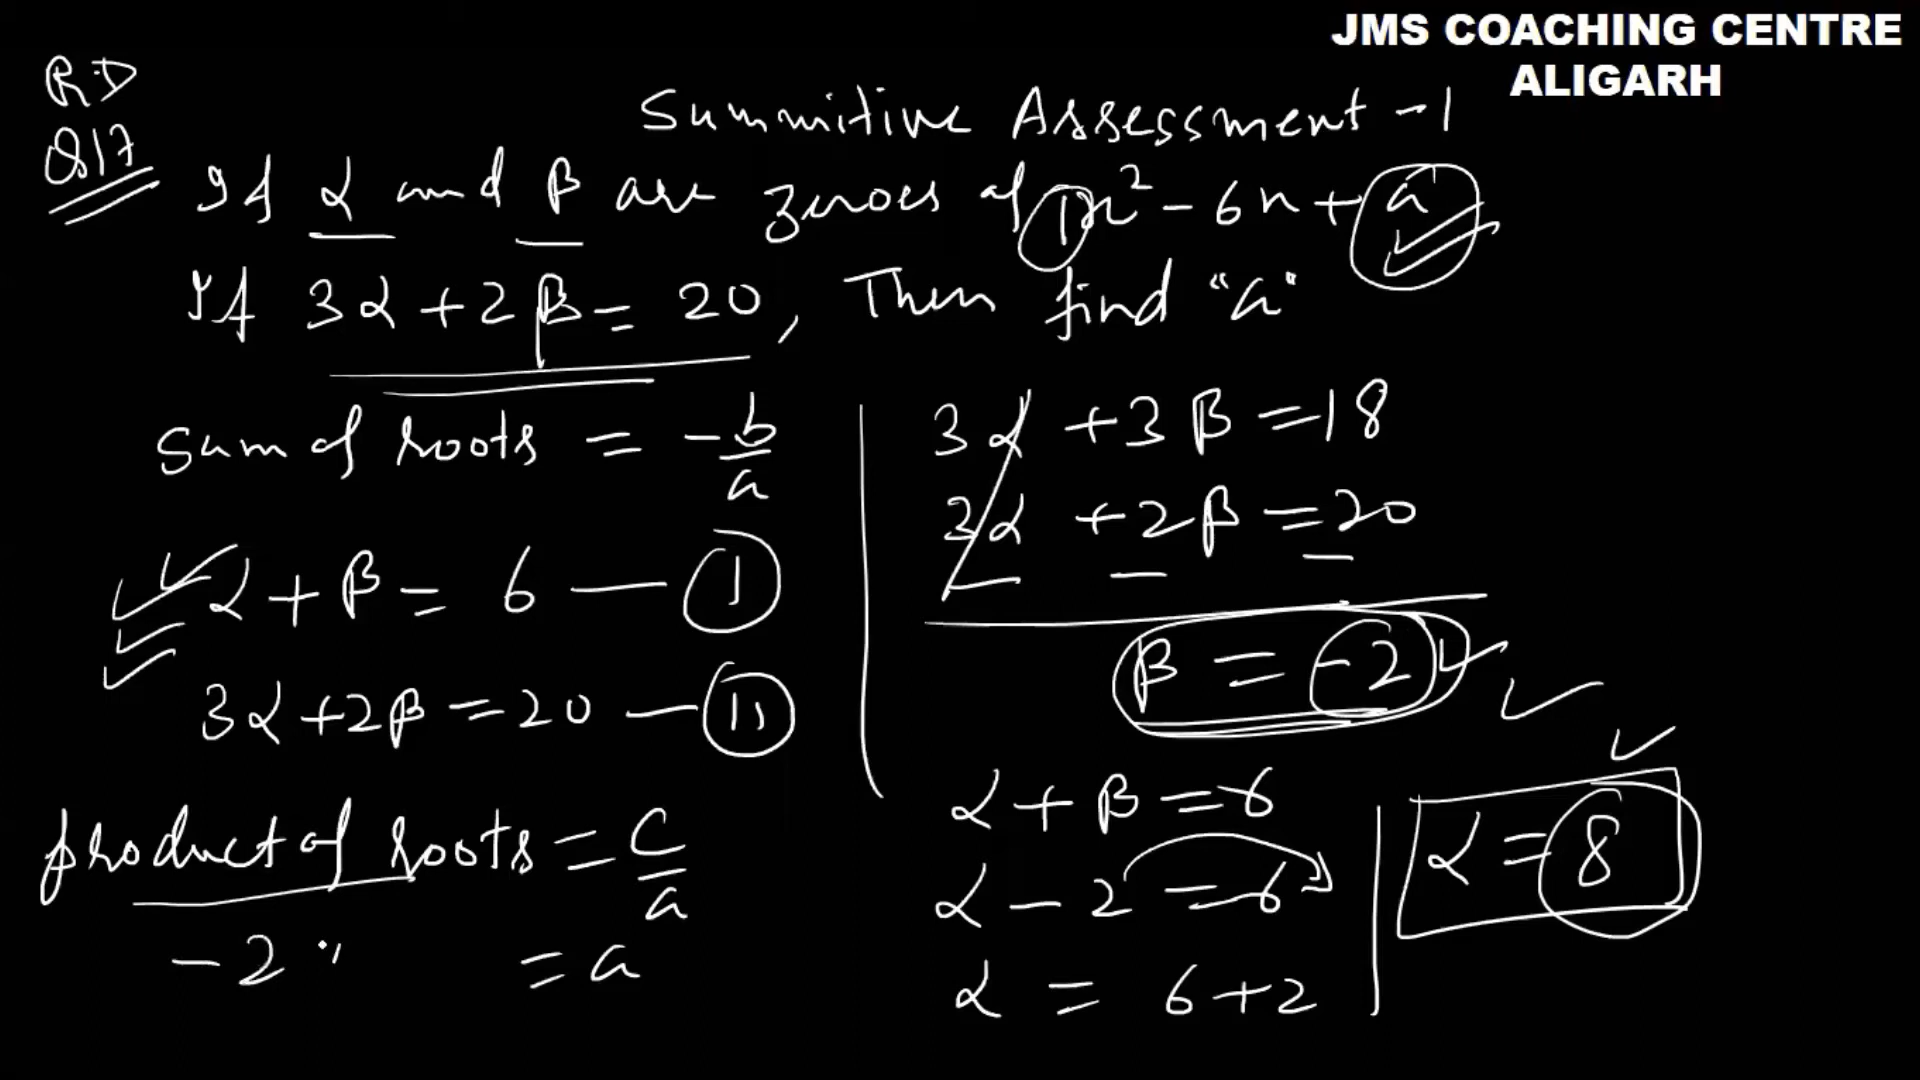 JMS COACHING CENTRE
ALIGARH
RD
Q17
Summitive Assessment - 1
If α and β are zeroes of 1x² - 6x + a
If 3α + 2β = 20, Then find "a"
sum of roots = -b/a
α + β = 6 — (1)
3α + 2β = 20 — (11)
product of roots = c/a
-2 = a
3α + 3β = 18
3α + 2β = 20
— — —
β = -2
α + β = 6
α - 2 = 6
α = 6 + 2
α = 8